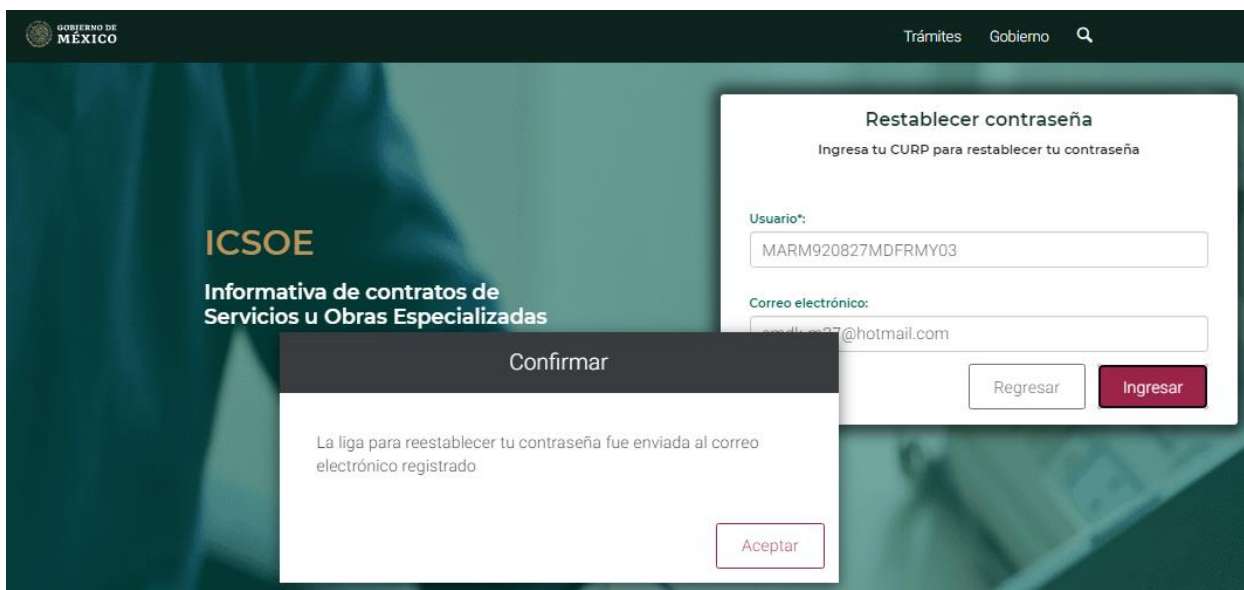 GOBIERNO DE
MÉXICO
Trámites Gobierno
Restablecer contraseña
Ingresa tu CURP para restablecer tu contraseña
Usuario*:
MARM920827MDFRMY03
Correo electrónico:
@hotmail.com
Regresar Ingresar
ICSOE
Informativa de contratos de
Servicios u Obras Especializadas
Confirmar
La liga para reestablecer tu contraseña fue enviada al correo
electrónico registrado
Aceptar